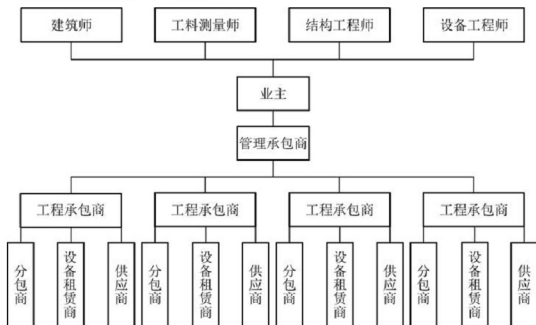 建筑师
工料测量师
结构工程师
设备工程师
业主
管理承包商
工程承包商
工程承包商
工程承包商
工程承包商
分包商
设备租赁商
供应商
分包商
设备租赁商
供应商
分包商
设备租赁商
供应商
分包商
设备租赁商
供应商